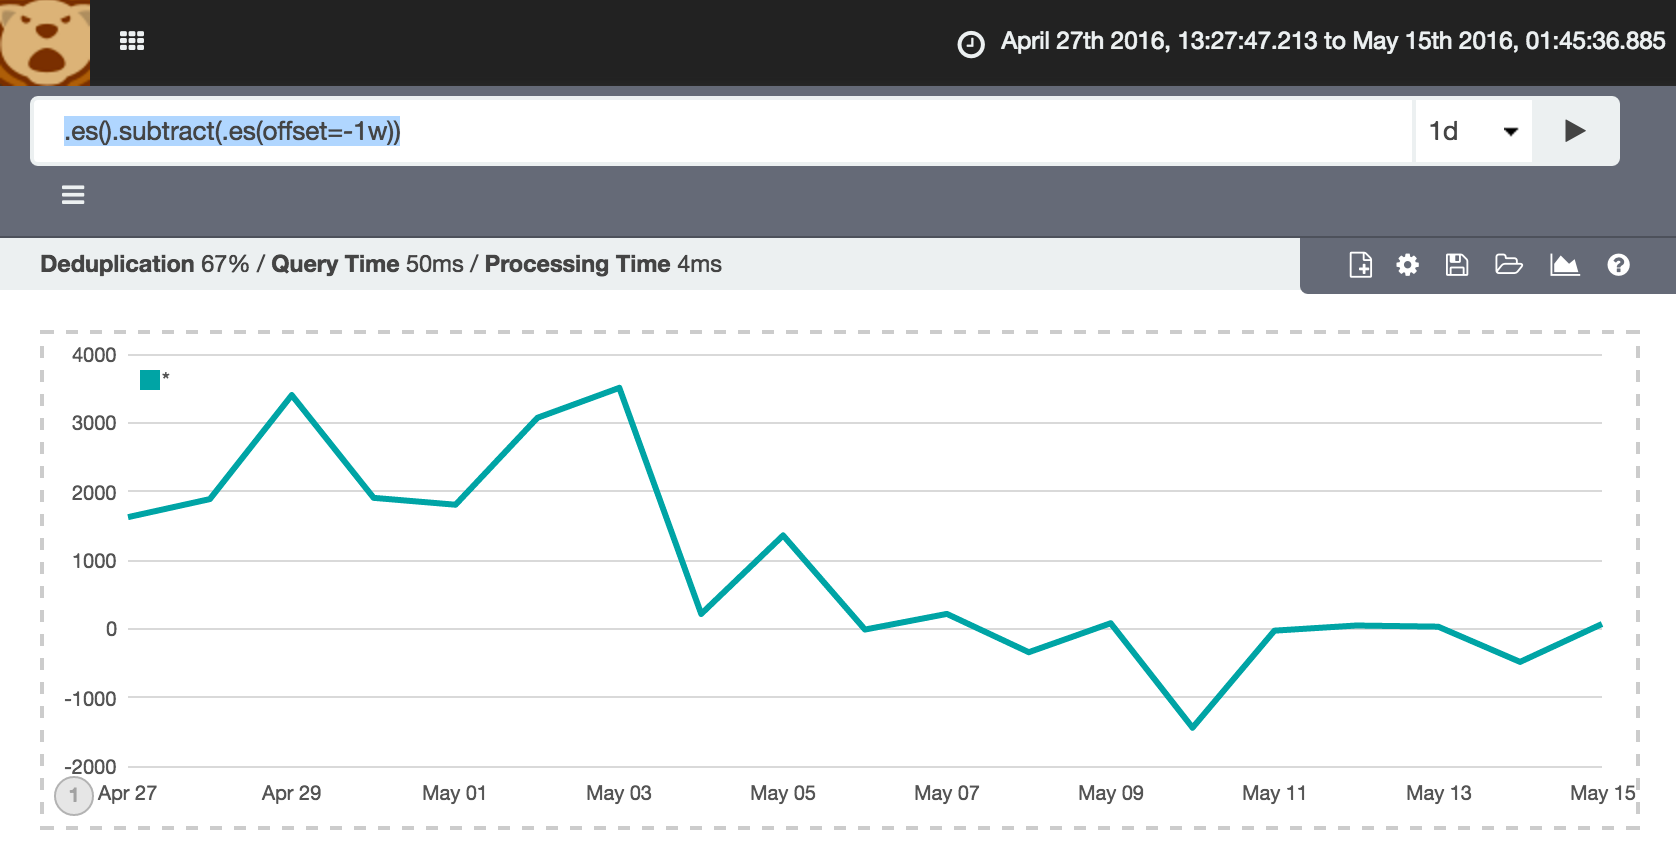 April 27th 2016, 13:27:47.213 to May 15th 2016, 01:45:36.885
.es().subtract(.es(offset=-1w))
1d
Deduplication 67% / Query Time 50ms / Processing Time 4ms
4000
*
3000
2000
1000
0
-1000
-2000
1
Apr 27 Apr 29 May 01 May 03 May 05 May 07 May 09 May 11 May 13 May 15